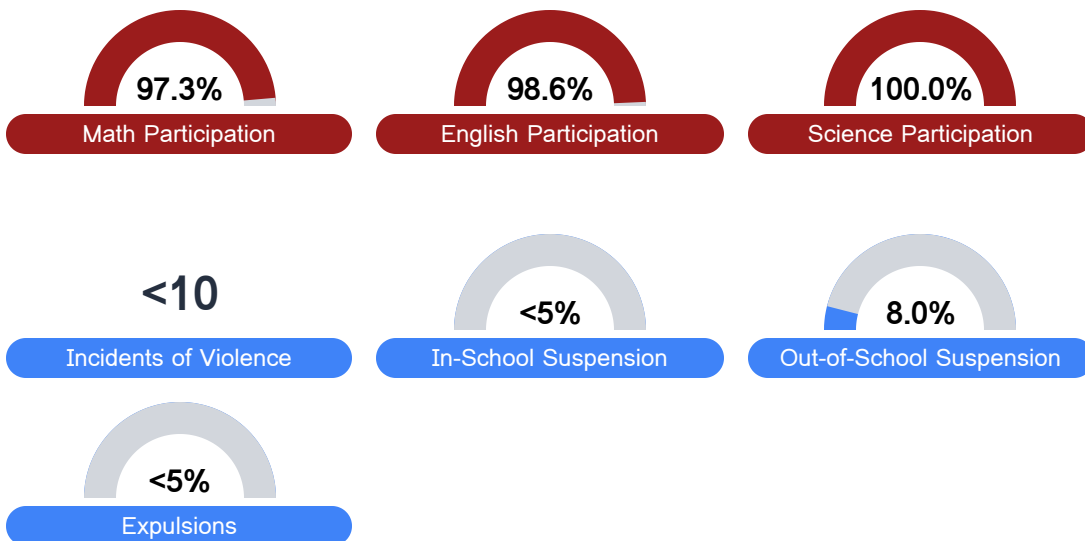 97.3%
Math Participation
98.6%
English Participation
100.0%
Science Participation
<10
Incidents of Violence
<5%
In-School Suspension
8.0%
Out-of-School Suspension
<5%
Expulsions